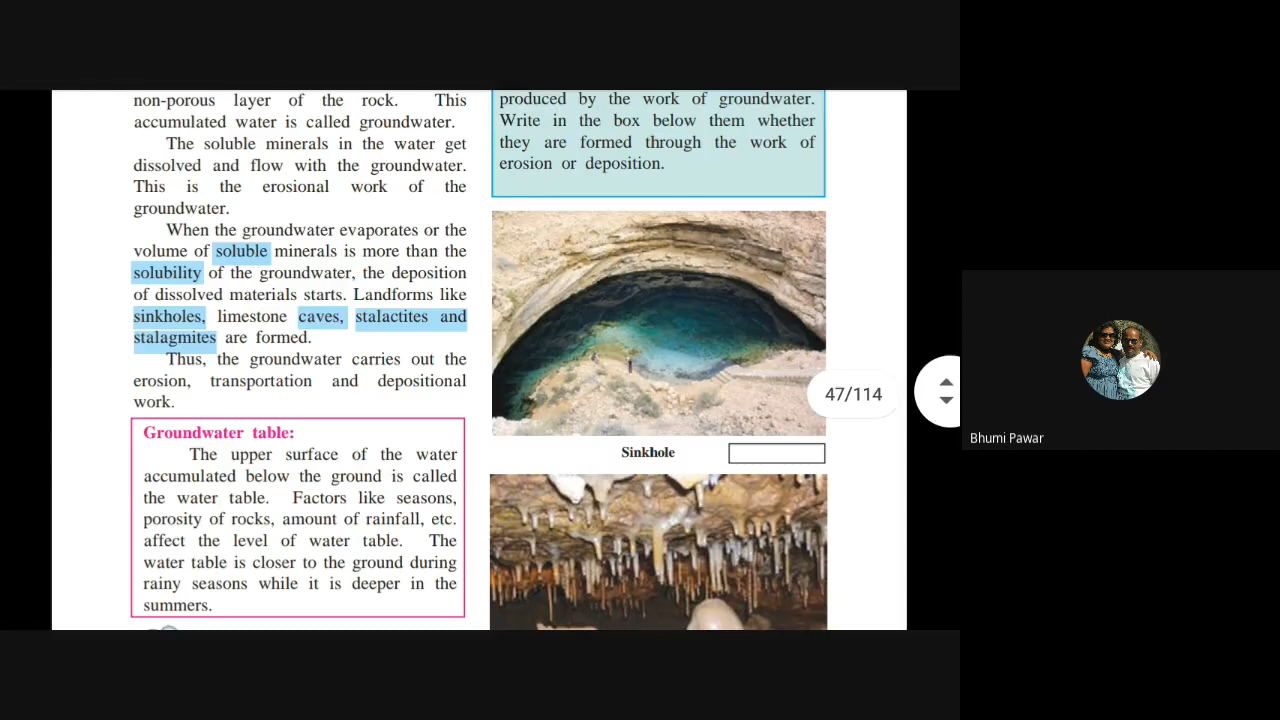 non-porous layer of the rock. This
accumulated water is called groundwater.
The soluble minerals in the water get
dissolved and flow with the groundwater.
This is the erosional work of the
groundwater.
When the groundwater evaporates or the
volume of soluble minerals is more than the
solubility of the groundwater, the deposition
of dissolved materials starts. Landforms like
sinkholes, limestone caves, stalactites and
stalagmites are formed.
Thus, the groundwater carries out the
erosion, transportation and depositional
work.
Groundwater table:
The upper surface of the water
accumulated below the ground is called
the water table. Factors like seasons,
porosity of rocks, amount of rainfall, etc.
affect the level of water table. The
water table is closer to the ground during
rainy seasons while it is deeper in the
summers.
produced by the work of groundwater.
Write in the box below them whether
they are formed through the work of
erosion or deposition.
Sinkhole
47/114
Bhumi Pawar